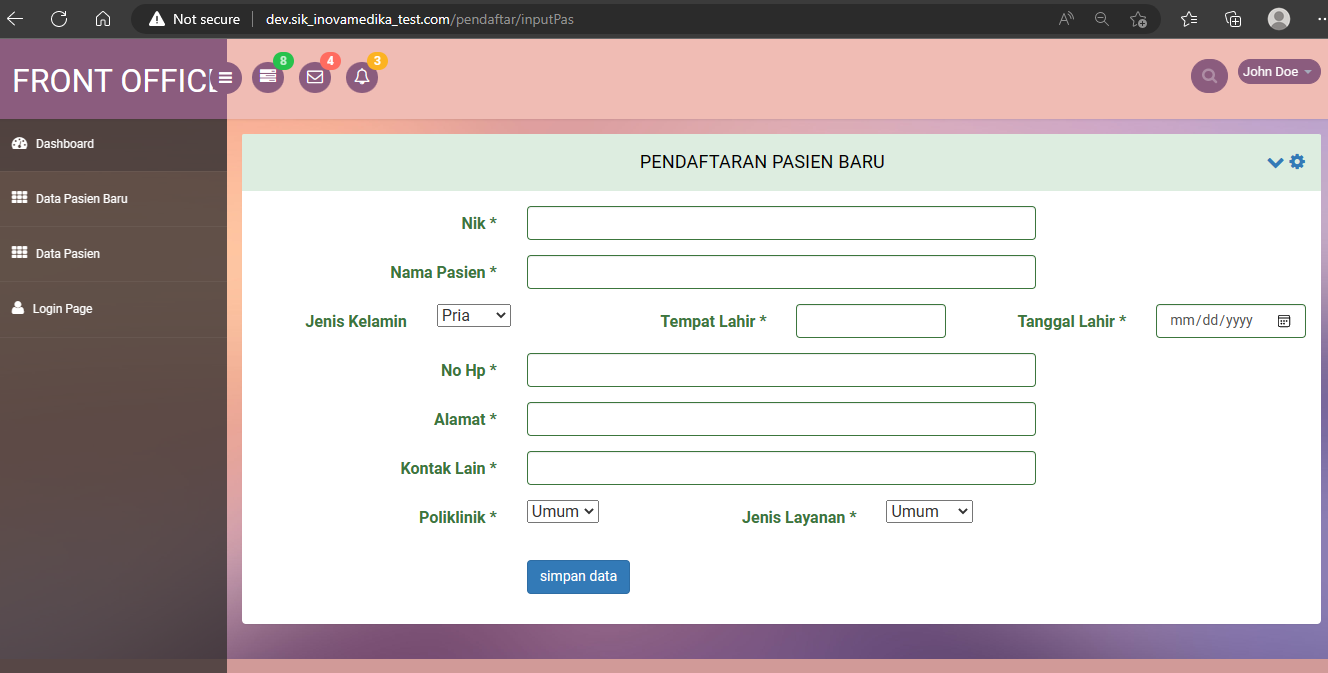 Not secure dev.sik_inovamedika_test.com/pendaftar/inputPas
FRONT OFFIC
8 4 3
John Doe
Dashboard
Data Pasien Baru
Data Pasien
Login Page
PENDAFTARAN PASIEN BARU
Nik *
Nama Pasien *
Jenis Kelamin Pria Tempat Lahir * Tanggal Lahir * mm/dd/yyyy
No Hp *
Alamat *
Kontak Lain *
Poliklinik * Umum Jenis Layanan * Umum
simpan data